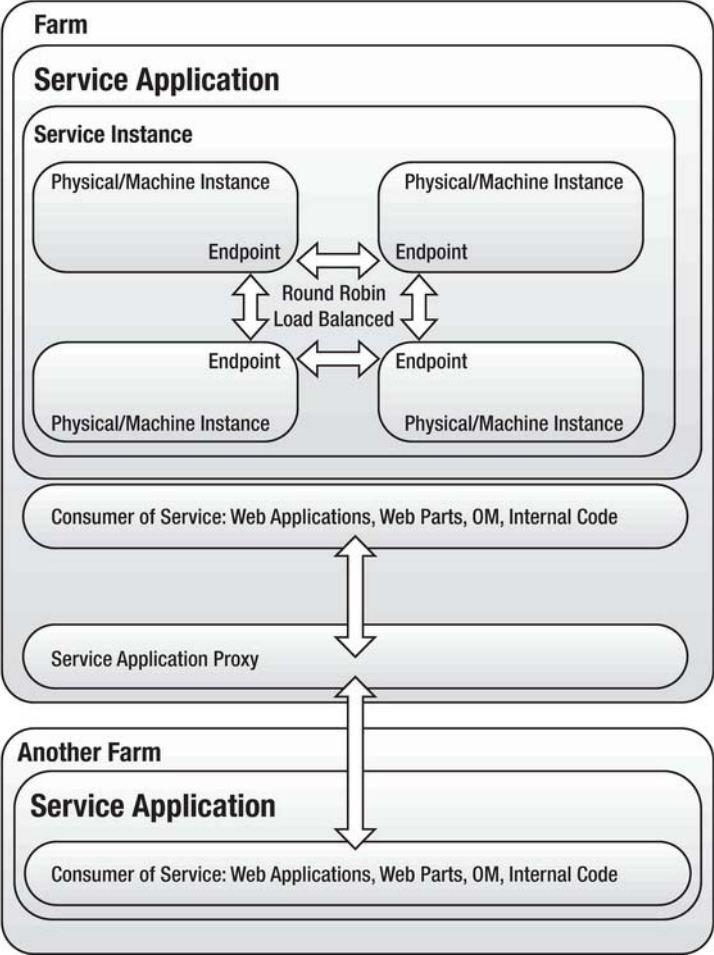 Farm
Service Application
Service Instance
Physical/Machine Instance
Physical/Machine Instance
Endpoint
Endpoint
Round Robin
Load Balanced
Endpoint
Endpoint
Physical/Machine Instance
Physical/Machine Instance
Consumer of Service: Web Applications, Web Parts, OM, Internal Code
Service Application Proxy
Another Farm
Service Application
Consumer of Service: Web Applications, Web Parts, OM, Internal Code